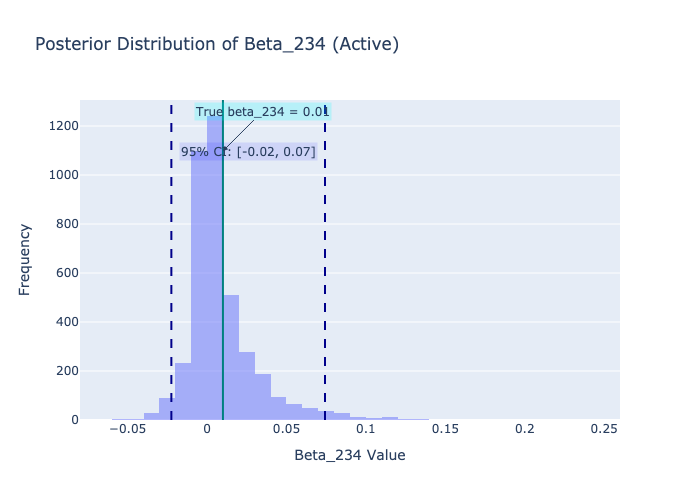 Posterior Distribution of Beta_234 (Active)
True beta_234 = 0.01
95% CI: [-0.02, 0.07]
1200
1000
800
600
400
200
0
Frequency
−0.05
0
0.05
0.1
0.15
0.2
0.25
Beta_234 Value